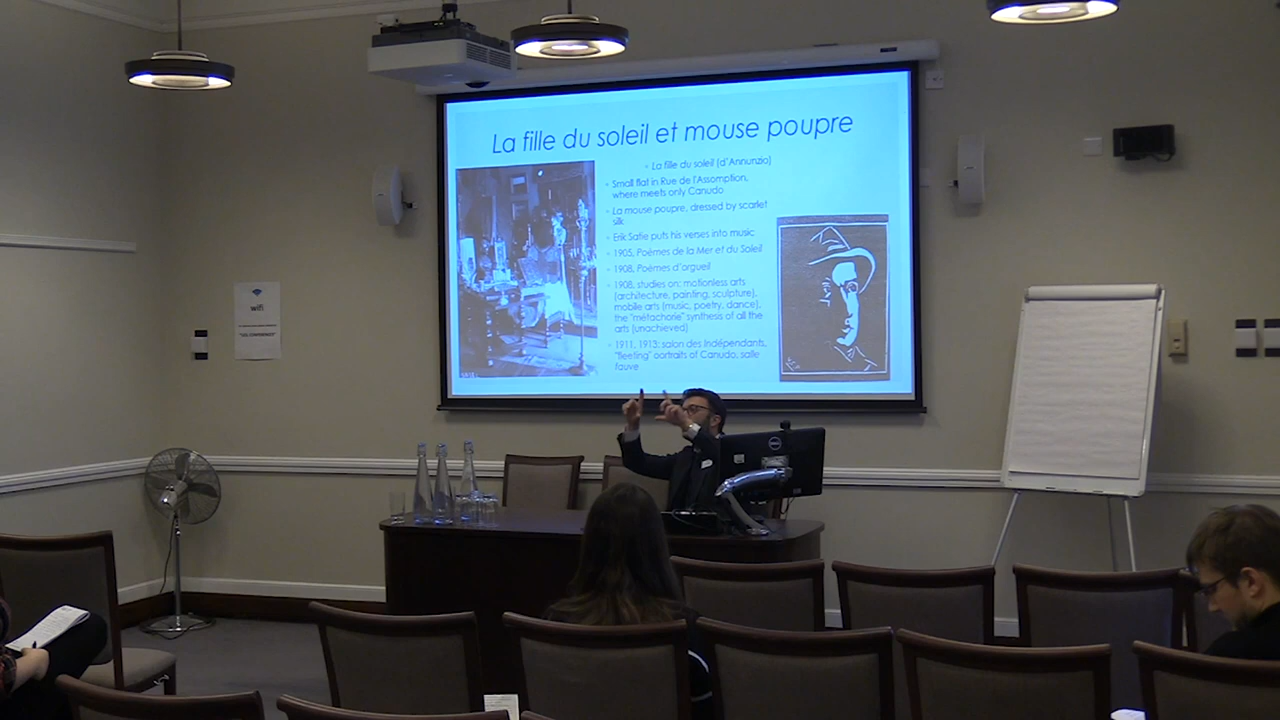 La fille du soleil et mouse poupre
La fille du soleil (d'Annunzio)
Small flat in Rue de l'Assomption,
where meets only Canudo
La mouse poupre, dressed by scarlet
silk
Erik Satie puts his verses into music
1905, Poèmes de la Mer et du Soleil
1908, Poèmes d'orgueil
1908, studies on: motionless arts
(architecture, painting, sculpture),
mobile arts (music, poetry, dance),
the "métachorie" synthesis of all the
arts (unachieved)
1911, 1913: salon des Indépendants,
"fleeting" portraits of Canudo, salle
fauve
wifi
DELL